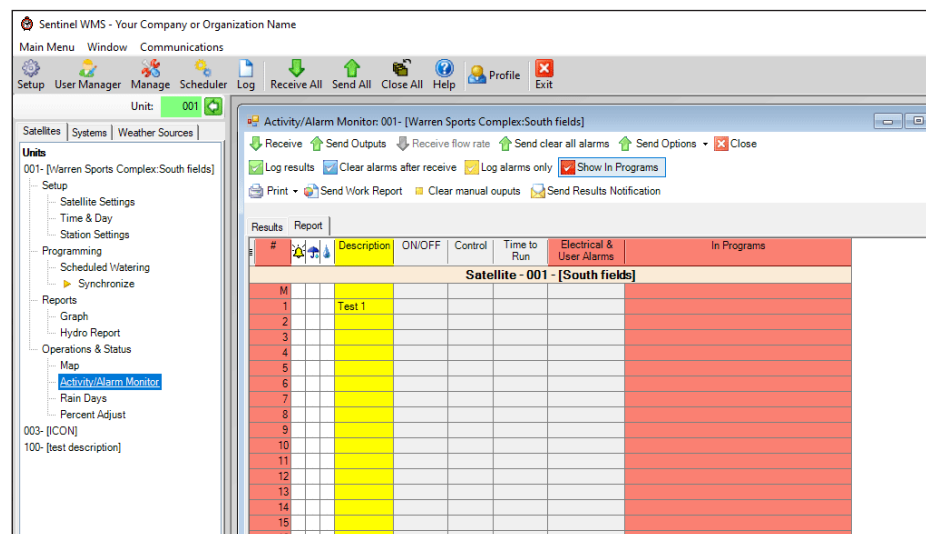 Sentinel WMS - Your Company or Organization Name
Main Menu Window Communications
Setup User Manager Manage Scheduler Log Receive All Send All Close All Help Profile Exit
Unit: 001
Satellites Systems Weather Sources
Units
001- [Warren Sports Complex:South fields]
Setup
Satellite Settings
Time & Day
Station Settings
Programming
Scheduled Watering
Synchronize
Reports
Graph
Hydro Report
Operations & Status
Map
Activity/Alarm Monitor
Rain Days
Percent Adjust
003- [ICON]
100- [test description]
Activity/Alarm Monitor: 001- [Warren Sports Complex:South fields]
Receive Send Outputs Receive flow rate Send clear all alarms Send Options Close
Log results Clear alarms after receive Log alarms only Show In Programs
Print Send Work Report Clear manual ouputs Send Results Notification
Results Report
# Description ON/OFF Control Time to Run Electrical & User Alarms In Programs
Satellite - 001 - [South fields]
M
1 Test 1
2
3
4
5
6
7
8
9
10
11
12
13
14
15